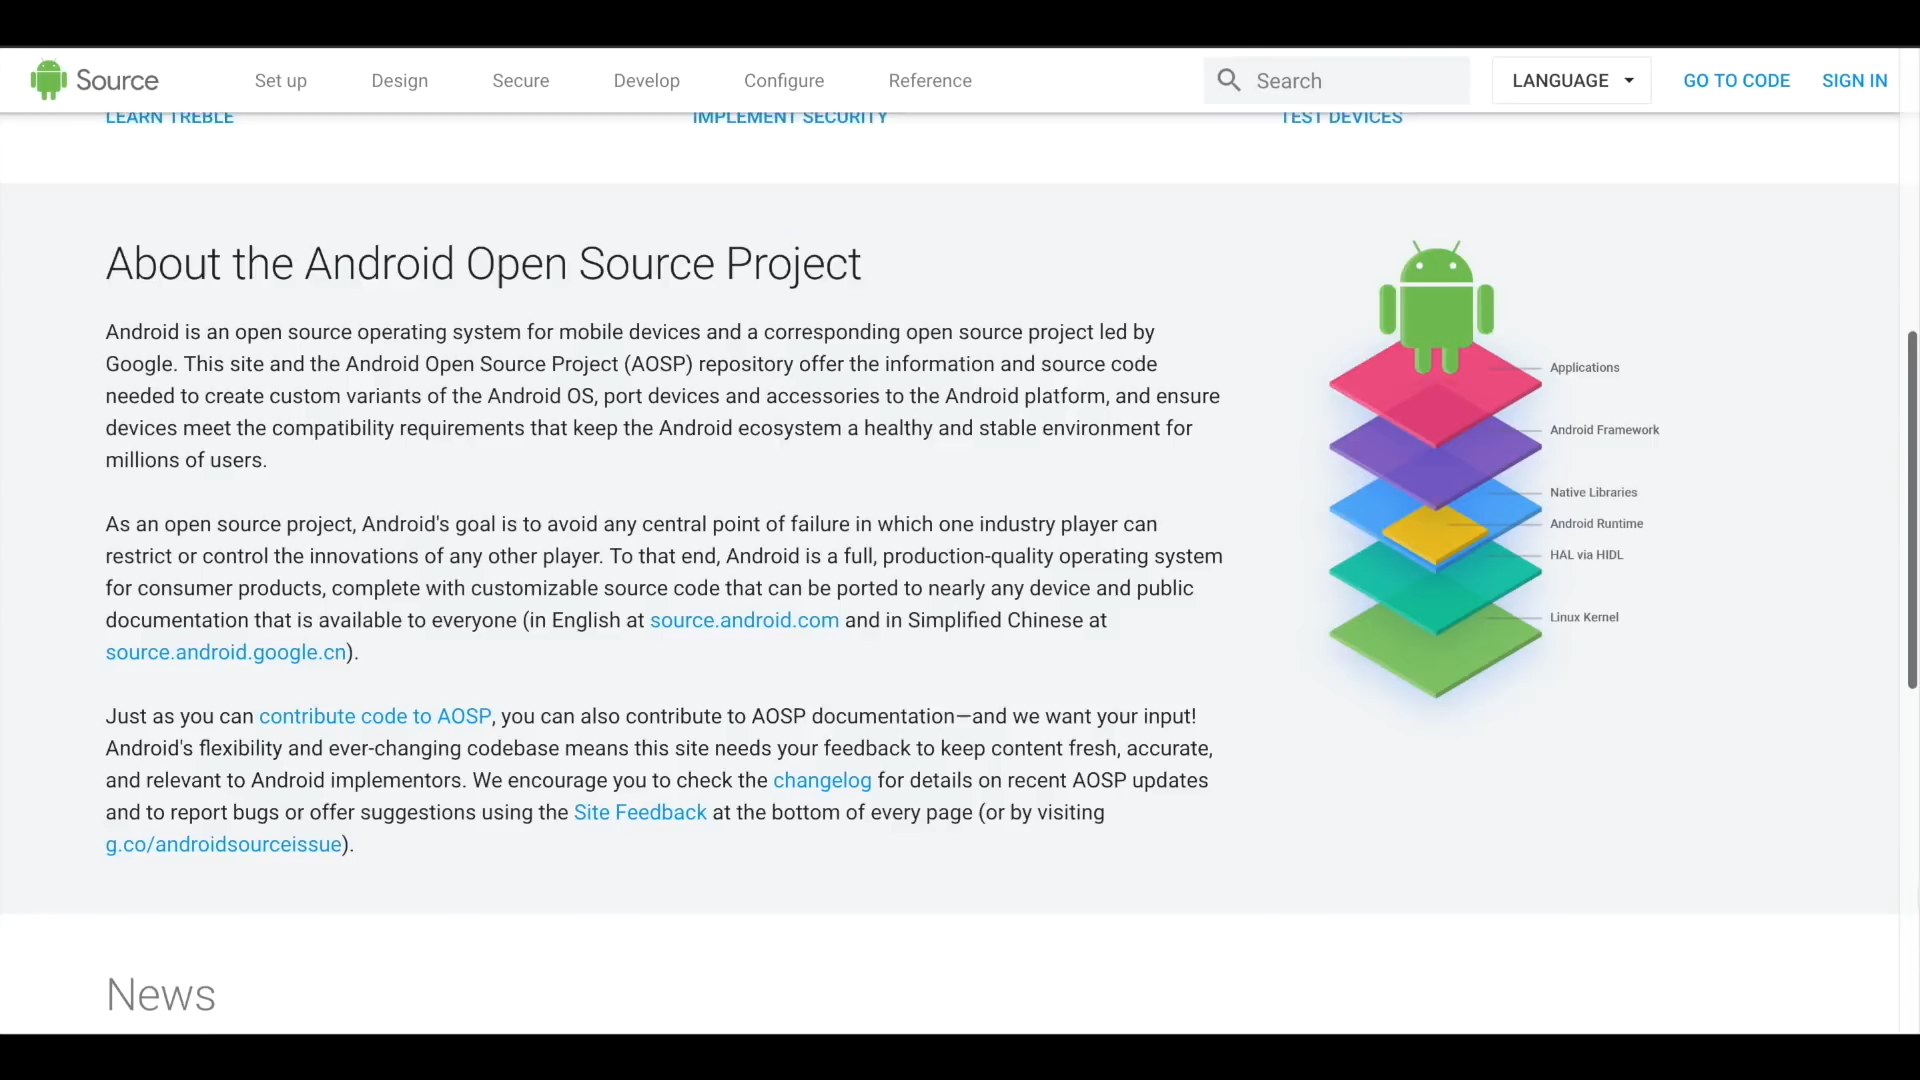 Source
Set up
Design
Secure
Develop
Configure
Reference
Search
LANGUAGE
GO TO CODE
SIGN IN
LEARN TREBLE
IMPLEMENT SECURITY
TEST DEVICES
About the Android Open Source Project
Android is an open source operating system for mobile devices and a corresponding open source project led by
Google. This site and the Android Open Source Project (AOSP) repository offer the information and source code
needed to create custom variants of the Android OS, port devices and accessories to the Android platform, and ensure
devices meet the compatibility requirements that keep the Android ecosystem a healthy and stable environment for
millions of users.
As an open source project, Android's goal is to avoid any central point of failure in which one industry player can
restrict or control the innovations of any other player. To that end, Android is a full, production-quality operating system
for consumer products, complete with customizable source code that can be ported to nearly any device and public
documentation that is available to everyone (in English at source.android.com and in Simplified Chinese at
source.android.google.cn).
Just as you can contribute code to AOSP, you can also contribute to AOSP documentation—and we want your input!
Android's flexibility and ever-changing codebase means this site needs your feedback to keep content fresh, accurate,
and relevant to Android implementors. We encourage you to check the changelog for details on recent AOSP updates
and to report bugs or offer suggestions using the Site Feedback at the bottom of every page (or by visiting
g.co/androidsourceissue).
Applications
Android Framework
Native Libraries
Android Runtime
HAL via HIDL
Linux Kernel
News